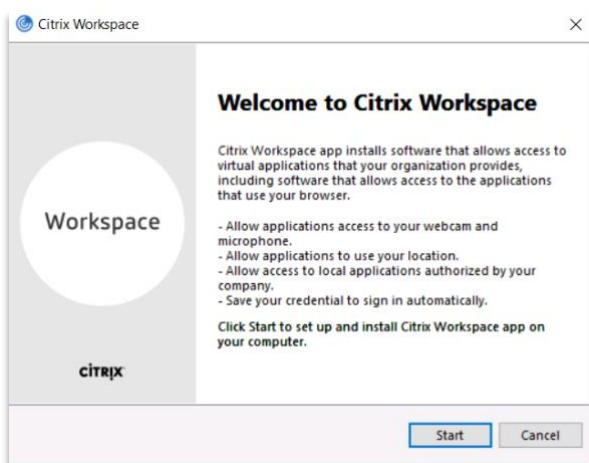 Citrix Workspace
Welcome to Citrix Workspace
Citrix Workspace app installs software that allows access to
virtual applications that your organization provides,
including software that allows access to the applications
that use your browser.
- Allow applications access to your webcam and
microphone.
- Allow applications to use your location.
- Allow access to local applications authorized by your
company.
- Save your credential to sign in automatically.
Click Start to set up and install Citrix Workspace app on
your computer.
Workspace
CITRIX
Start
Cancel